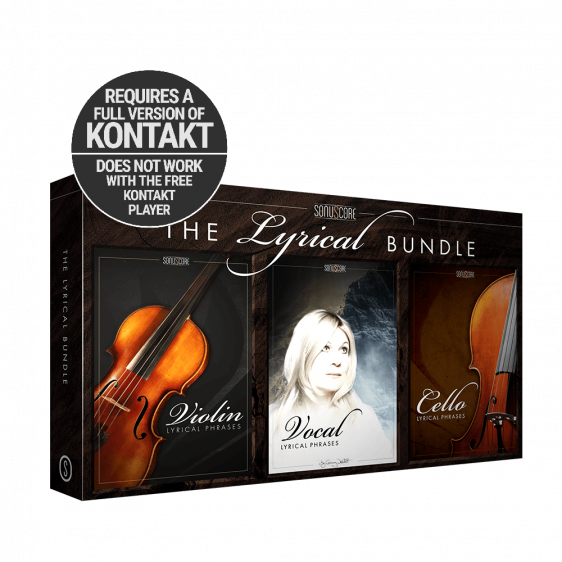 REQUIRES A
FULL VERSION OF
KONTAKT
DOES NOT WORK
WITH THE FREE
KONTAKT
PLAYER
SONUSCORE
THE Lyrical BUNDLE
THE LYRICAL BUNDLE
S
SONUSCORE
Violin
LYRICAL PHRASES
SONUSCORE
Vocal
LYRICAL PHRASES
SONUSCORE
Cello
LYRICAL PHRASES